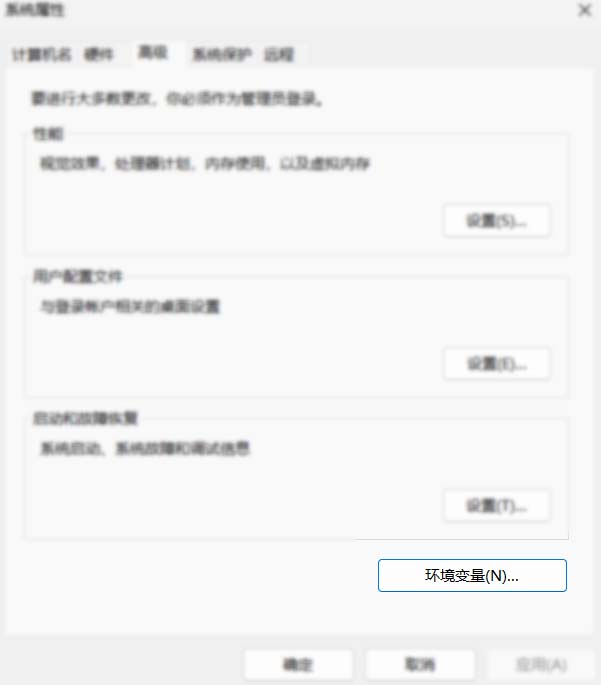 系统属性
计算机名 硬件 高级 系统保护 远程
要进行大多数更改，你必须作为管理员登录。
性能
视觉效果，处理器计划，内存使用，以及虚拟内存
设置(S)...
用户配置文件
与登录帐户相关的桌面设置
设置(E)...
启动和故障恢复
系统启动、系统故障和调试信息
设置(T)...
环境变量(N)...
确定 取消 应用(A)